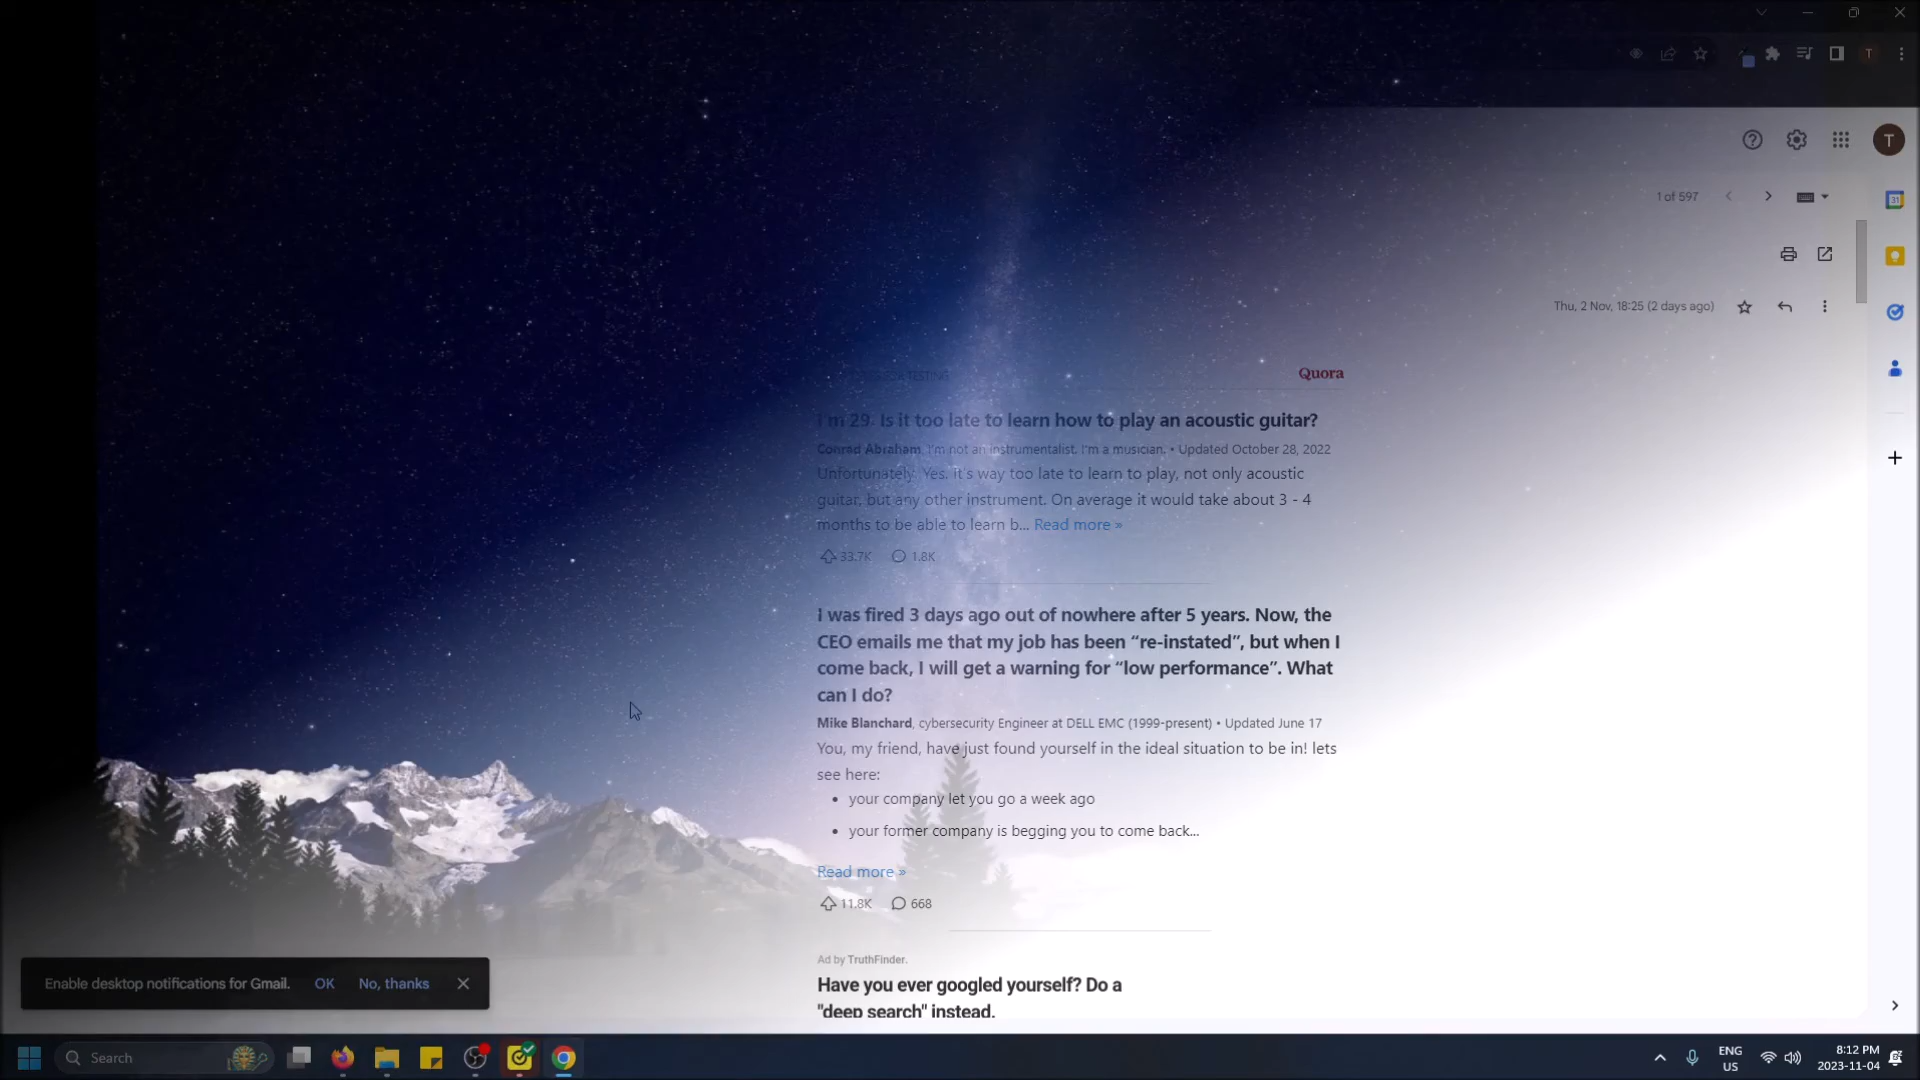 T
T
1 of 597
31
Thu, 2 Nov, 18:25 (2 days ago)
TESTING
Quora
I'm 29. Is it too late to learn how to play an acoustic guitar?
Conrad Abraham, I'm not an instrumentalist. I'm a musician. • Updated October 28, 2022
Unfortunately. Yes. it's way too late to learn to play, not only acoustic
guitar, but any other instrument. On average it would take about 3 - 4
months to be able to learn b... Read more »
33.7K 1.8K
I was fired 3 days ago out of nowhere after 5 years. Now, the
CEO emails me that my job has been “re-instated”, but when I
come back, I will get a warning for “low performance”. What
can I do?
Mike Blanchard, cybersecurity Engineer at DELL EMC (1999-present) • Updated June 17
You, my friend, have just found yourself in the ideal situation to be in! lets
see here:
• your company let you go a week ago
• your former company is begging you to come back...
Read more »
11.8K 668
Ad by TruthFinder.
Have you ever googled yourself? Do a
"deep search" instead.
Enable desktop notifications for Gmail. OK No, thanks
Search
ENG
US
8:12 PM
2023-11-04